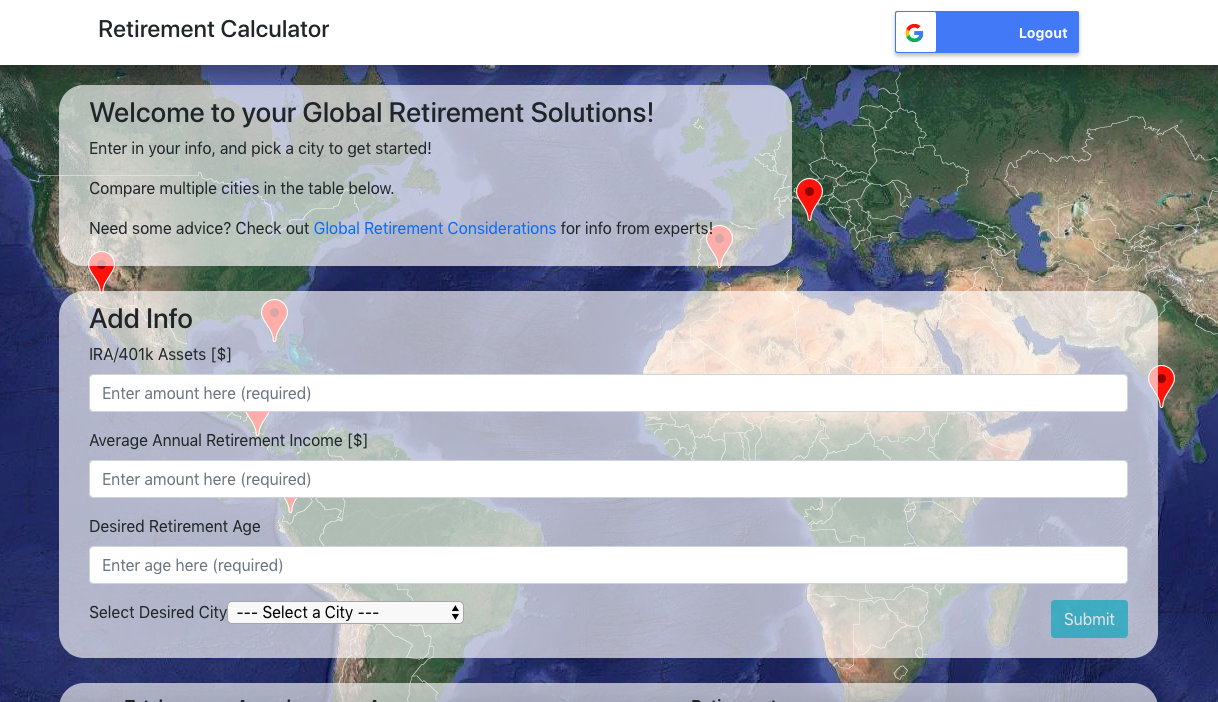 Retirement Calculator
Logout
Welcome to your Global Retirement Solutions!
Enter in your info, and pick a city to get started!
Compare multiple cities in the table below.
Need some advice? Check out Global Retirement Considerations for info from experts!
Add Info
IRA/401k Assets [$]
Enter amount here (required)
Average Annual Retirement Income [$]
Enter amount here (required)
Desired Retirement Age
Enter age here (required)
Select Desired City --- Select a City ---
Submit